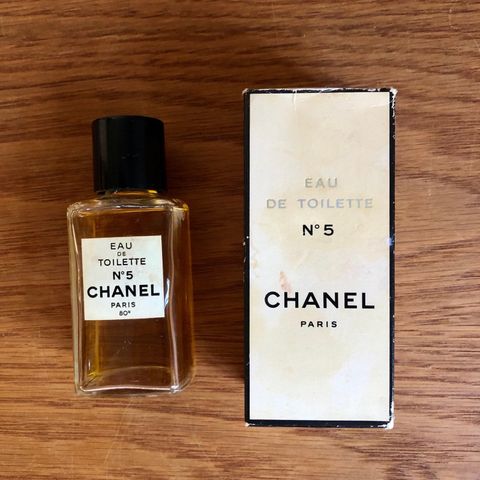 EAU
DE
TOILETTE
N°5
CHANEL
PARIS
80°
EAU
DE TOILETTE
N°5
CHANEL
PARIS